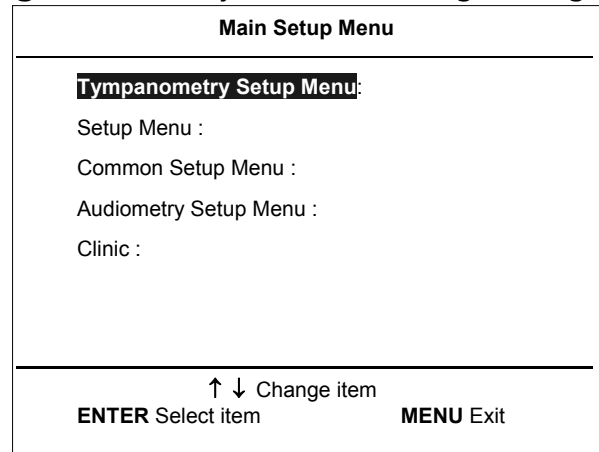 Main Setup Menu
Tympanometry Setup Menu:
Setup Menu :
Common Setup Menu :
Audiometry Setup Menu :
Clinic :
↑ ↓ Change item
ENTER Select item MENU Exit